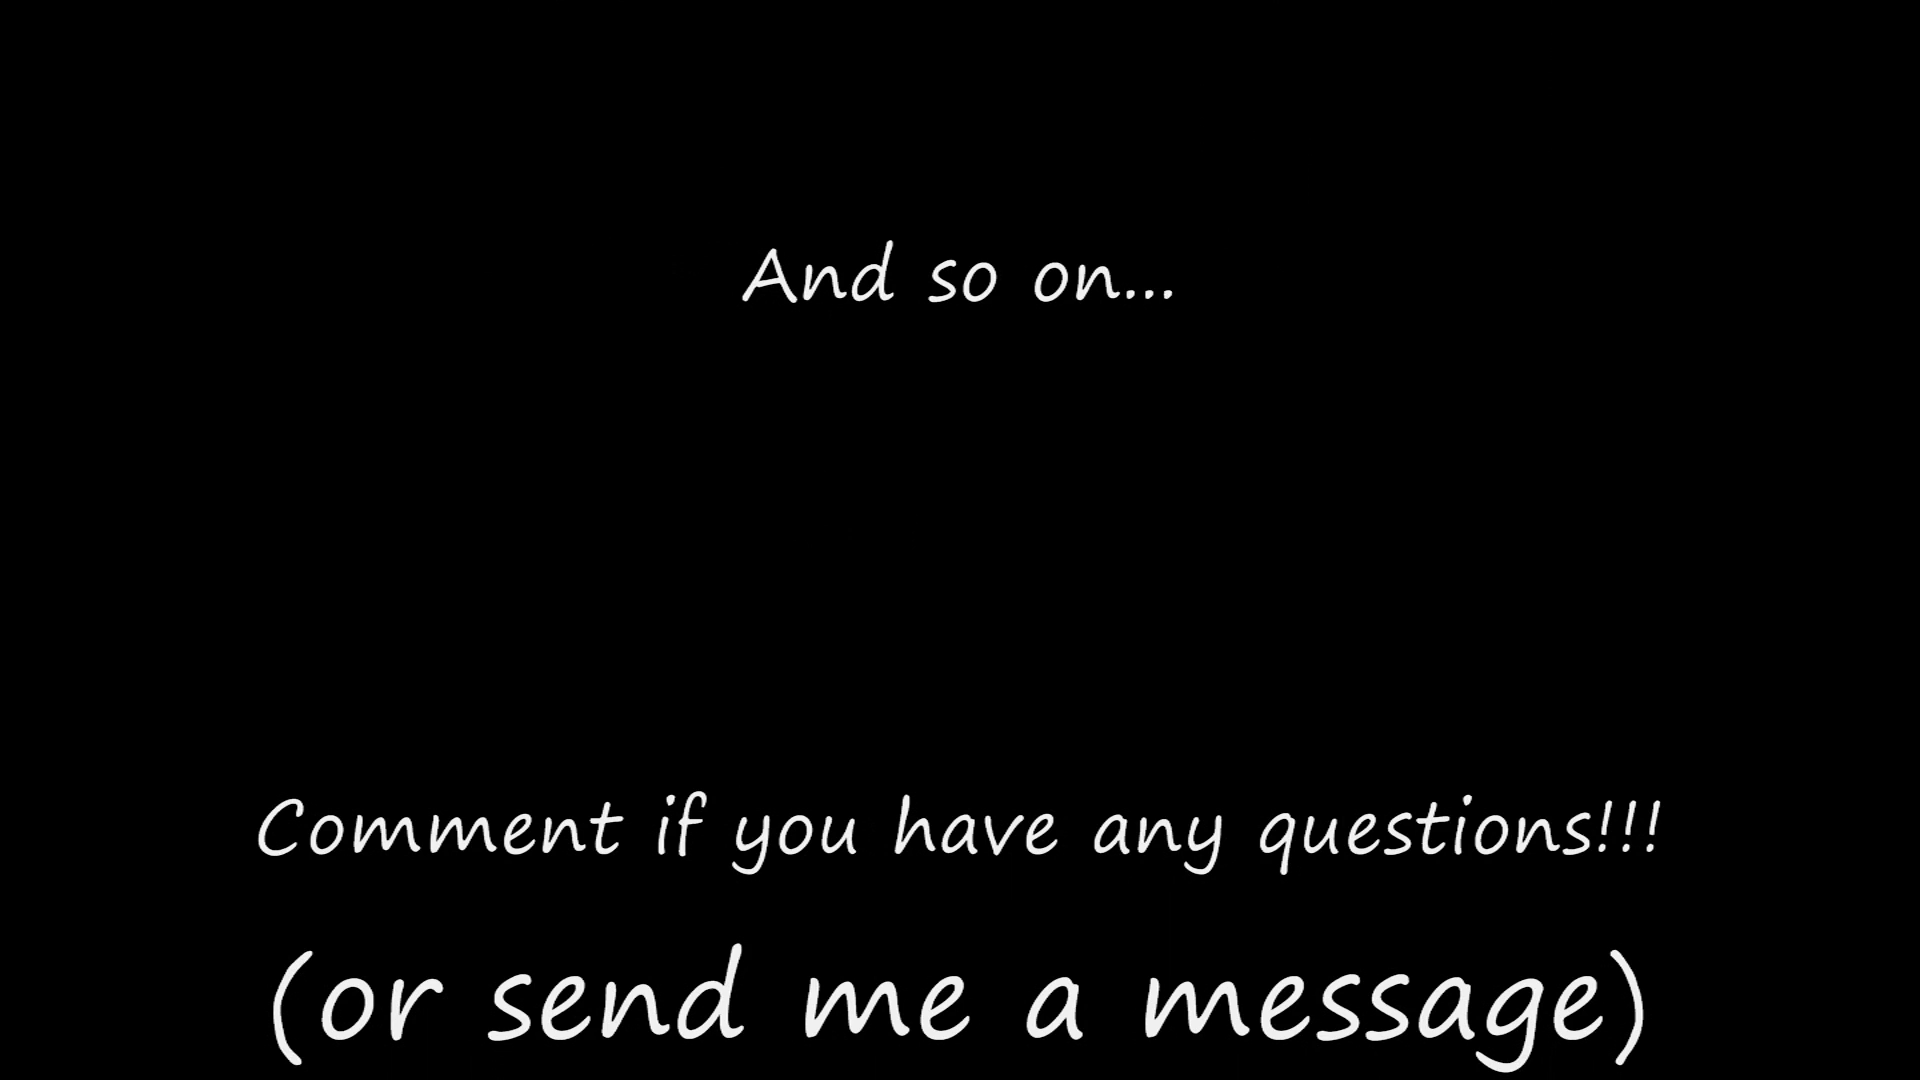 And so on...
Comment if you have any questions!!!
(or send me a message)